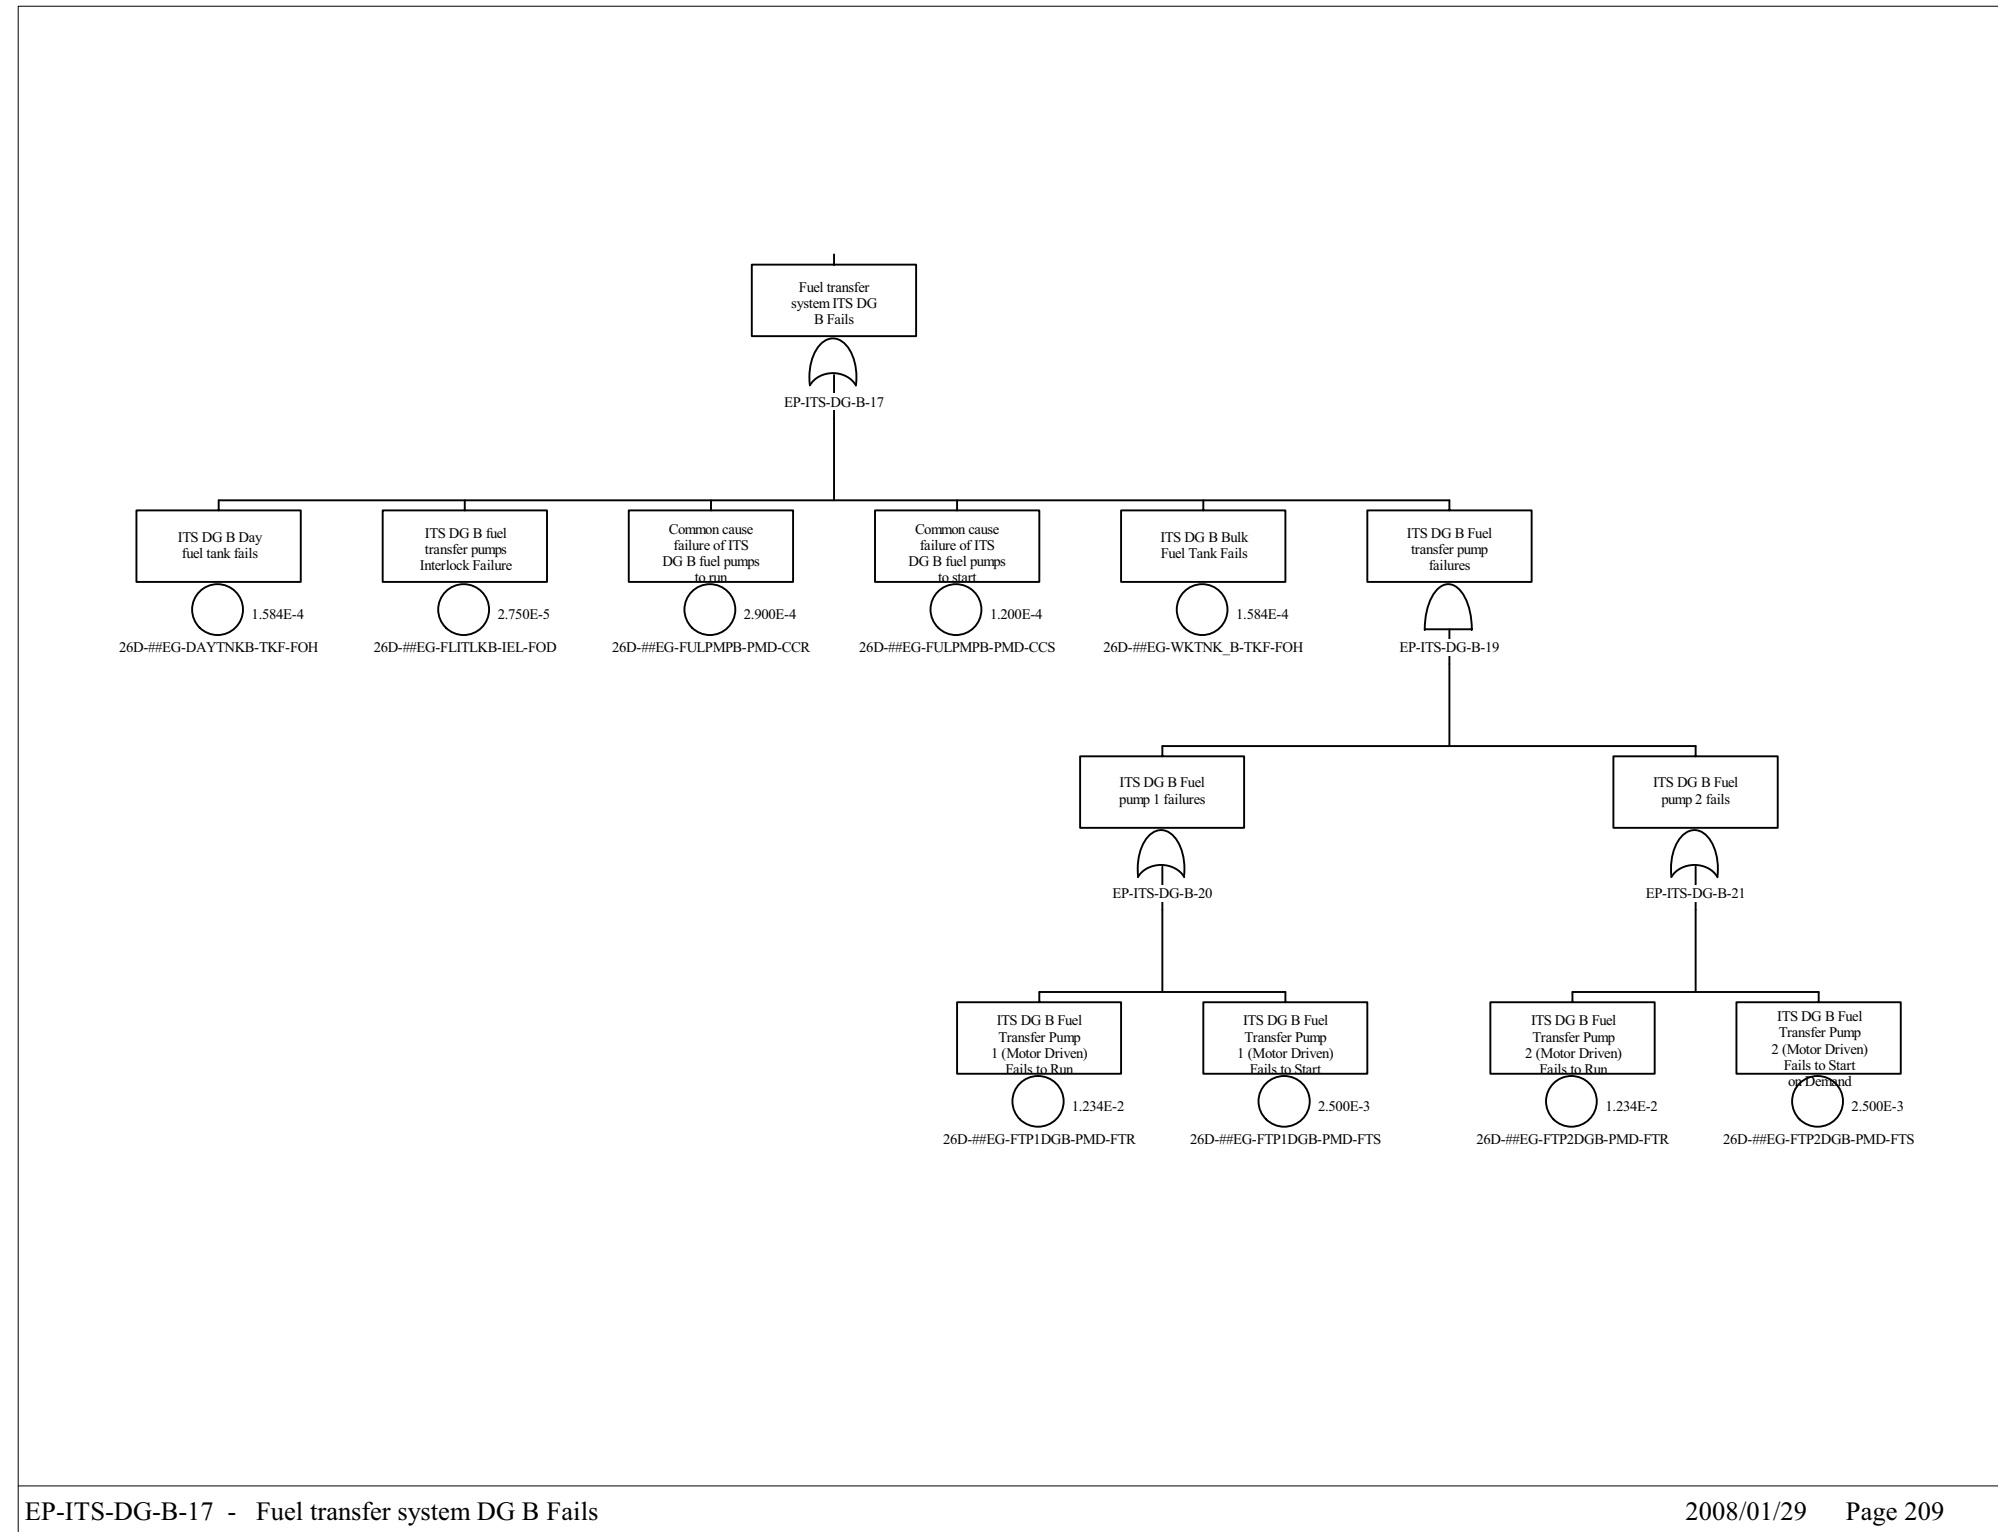 Fuel transfer
system ITS DG
B Fails
EP-ITS-DG-B-17
ITS DG B Day
fuel tank fails
1.584E-4
26D-##EG-DAYTNKB-TKF-FOH
ITS DG B fuel
transfer pumps
Interlock Failure
2.750E-5
26D-##EG-FLITLKB-IEL-FOD
Common cause
failure of ITS
DG B fuel pumps
to run
2.900E-4
26D-##EG-FULPMPB-PMD-CCR
Common cause
failure of ITS
DG B fuel pumps
to start
1.200E-4
26D-##EG-FULPMPB-PMD-CCS
ITS DG B Bulk
Fuel Tank Fails
1.584E-4
26D-##EG-WKTNK_B-TKF-FOH
ITS DG B Fuel
transfer pump
failures
EP-ITS-DG-B-19
ITS DG B Fuel
pump 1 failures
EP-ITS-DG-B-20
ITS DG B Fuel
pump 2 fails
EP-ITS-DG-B-21
ITS DG B Fuel
Transfer Pump
1 (Motor Driven)
Fails to Run
1.234E-2
26D-##EG-FTP1DGB-PMD-FTR
ITS DG B Fuel
Transfer Pump
1 (Motor Driven)
Fails to Start
2.500E-3
26D-##EG-FTP1DGB-PMD-FTS
ITS DG B Fuel
Transfer Pump
2 (Motor Driven)
Fails to Run
1.234E-2
26D-##EG-FTP2DGB-PMD-FTR
ITS DG B Fuel
Transfer Pump
2 (Motor Driven)
Fails to Start
on Demand
2.500E-3
26D-##EG-FTP2DGB-PMD-FTS
EP-ITS-DG-B-17 - Fuel transfer system DG B Fails
2008/01/29 Page 209